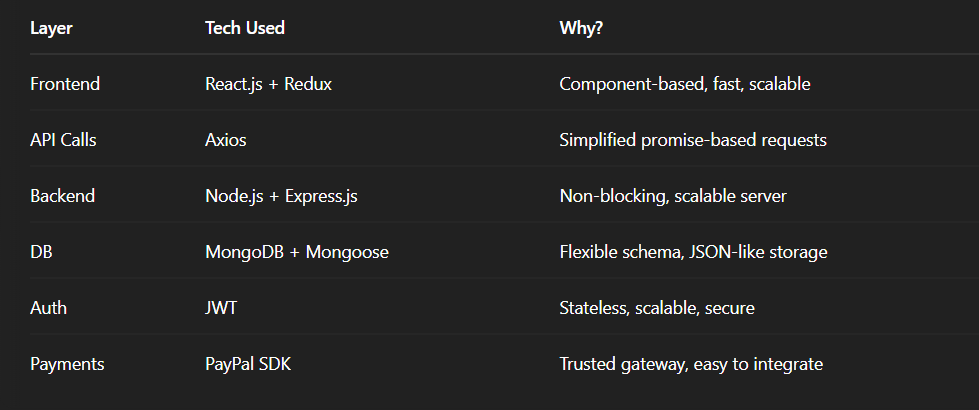 Layer Tech Used Why?
Frontend React.js + Redux Component-based, fast, scalable
API Calls Axios Simplified promise-based requests
Backend Node.js + Express.js Non-blocking, scalable server
DB MongoDB + Mongoose Flexible schema, JSON-like storage
Auth JWT Stateless, scalable, secure
Payments PayPal SDK Trusted gateway, easy to integrate